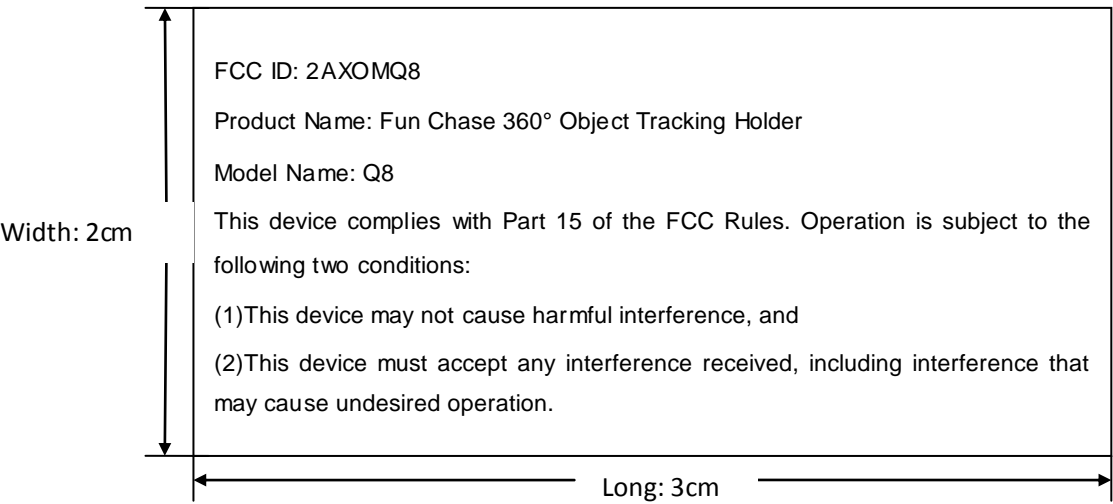 FCC ID: 2AXOMQ8
Product Name: Fun Chase 360° Object Tracking Holder
Model Name: Q8
This device complies with Part 15 of the FCC Rules. Operation is subject to the
following two conditions:
(1)This device may not cause harmful interference, and
(2)This device must accept any interference received, including interference that
may cause undesired operation.
Width: 2cm
Long: 3cm